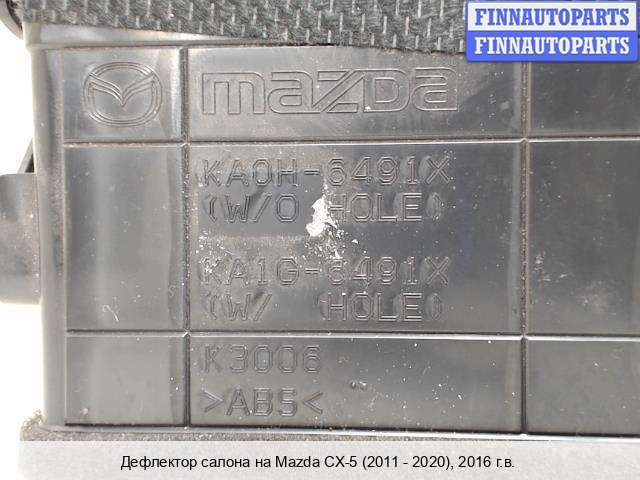 FINNAUTOPARTS
FINNAUTOPARTS
mazda
KA0H-6491X
(W/O HOLE)
KA1G-6491X
(W/ HOLE)
K3006
>ABS<
Дефлектор салона на Mazda CX-5 (2011 - 2020), 2016 г.в.